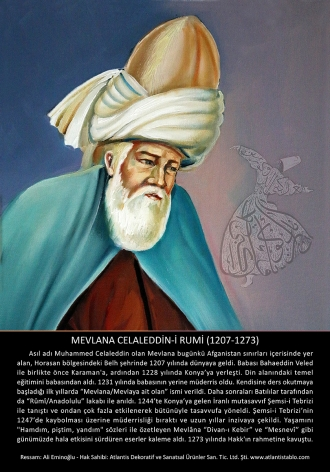 MEVLANA CELALEDDİN-İ RUMİ (1207-1273)
Asıl adı Muhammed Celaleddin olan Mevlana bugünkü Afganistan sınırları içerisinde yer
alan, Horasan bölgesindeki Belh şehrinde 1207 yılında dünyaya geldi. Babası Bahaeddin Veled
ile birlikte önce Karaman'a, ardından 1228 yılında Konya'ya yerleşti. Din alanındaki temel
eğitimini babasından aldı. 1231 yılında babasının yerine müderris oldu. Kendisine ders okutmaya
başladığı ilk yıllarda "Mevlana/Mevlaya ait olan" ismi verildi. Daha sonraları Batılılar tarafından
da "Rûmî/Anadolulu" lakabı ile anıldı. 1244'te Konya'ya gelen İranlı mutasavvıf Şemsi-i Tebrizi
ile tanıştı ve ondan çok fazla etkilenerek bütünüyle tasavvufa yöneldi. Şemsi-i Tebrizi'nin
1247'de kaybolması üzerine müderrisliği bıraktı ve uzun yıllar inzivaya çekildi. Yaşamını
"Hamdım, piştim, yandım" sözleri ile özetleyen Mevlâna "Divan-ı Kebir" ve "Mesnevi" gibi
günümüzde hala etkisini sürdüren eserler kaleme aldı. 1273 yılında Hakk'ın rahmetine kavuştu.
Ressam: Ali Eminoğlu - Hak Sahibi: Atlantis Dekoratif ve Sanatsal Ürünler San. Tic. Ltd. Şti. www.atlantistablo.com